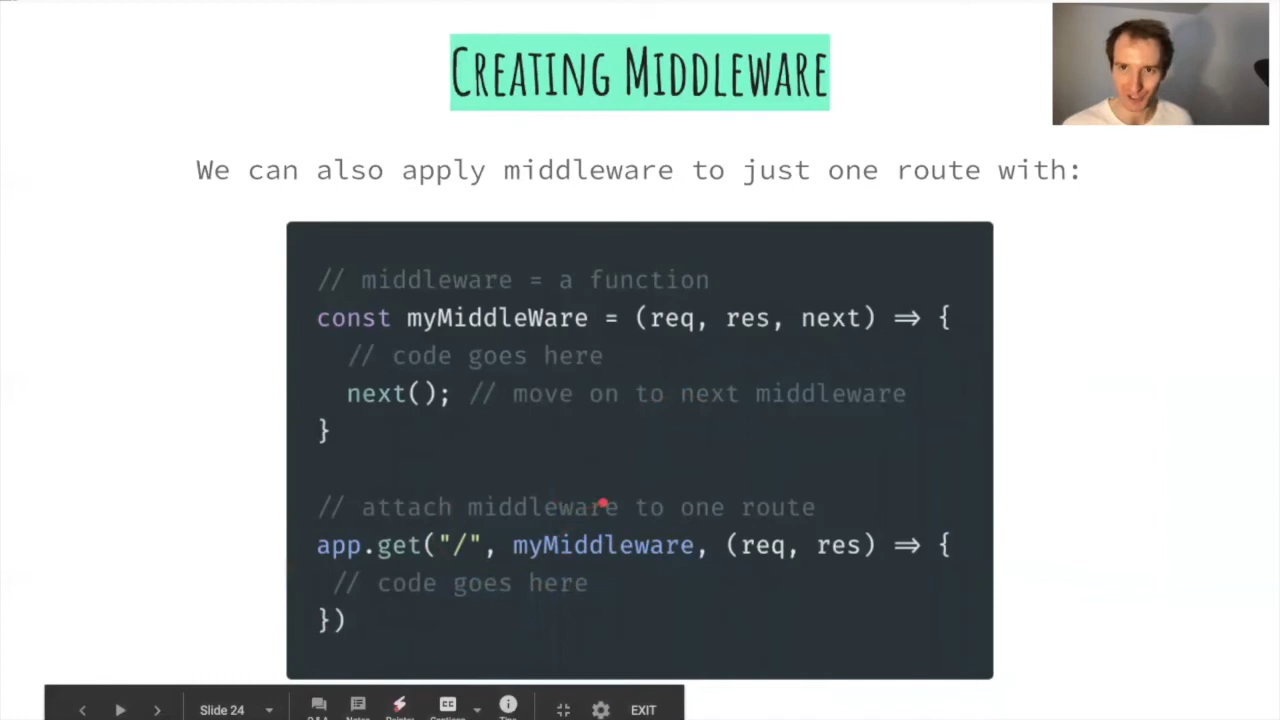 CREATING MIDDLEWARE
We can also apply middleware to just one route with:
// middleware = a function
const myMiddleWare = (req, res, next) => {
// code goes here
next(); // move on to next middleware
}
// attach middleware to one route
app.get("/", myMiddleware, (req, res) => {
// code goes here
})
Slide 24
CC
EXIT